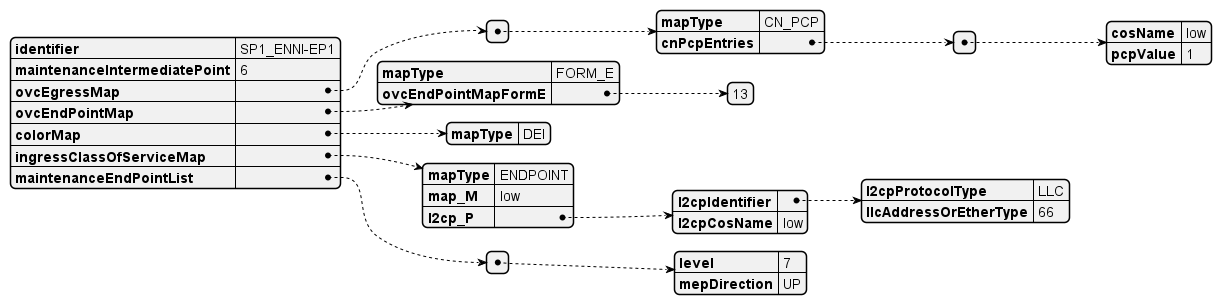 identifier SP1_ENNI-EP1
maintenanceIntermediatePoint 6
ovcEgressMap
ovcEndPointMap
colorMap
ingressClassOfServiceMap
maintenanceEndPointList
mapType CN_PCP
cnPcpEntries
cosName low
pcpValue 1
mapType FORM_E
ovcEndPointMapFormE
13
mapType DEI
mapType ENDPOINT
map_M low
l2cp_P
l2cpIdentifier
l2cpCosName low
l2cpProtocolType LLC
llcAddressOrEtherType 66
level 7
mepDirection UP